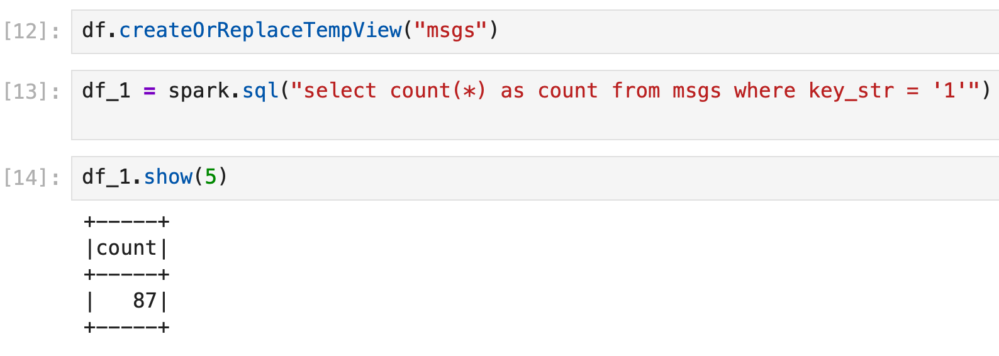 [12]: df.createOrReplaceTempView("msgs")
[13]: df_1 = spark.sql("select count(*) as count from msgs where key_str = '1'")
[14]: df_1.show(5)
+-----+
|count|
+-----+
|   87|
+-----+